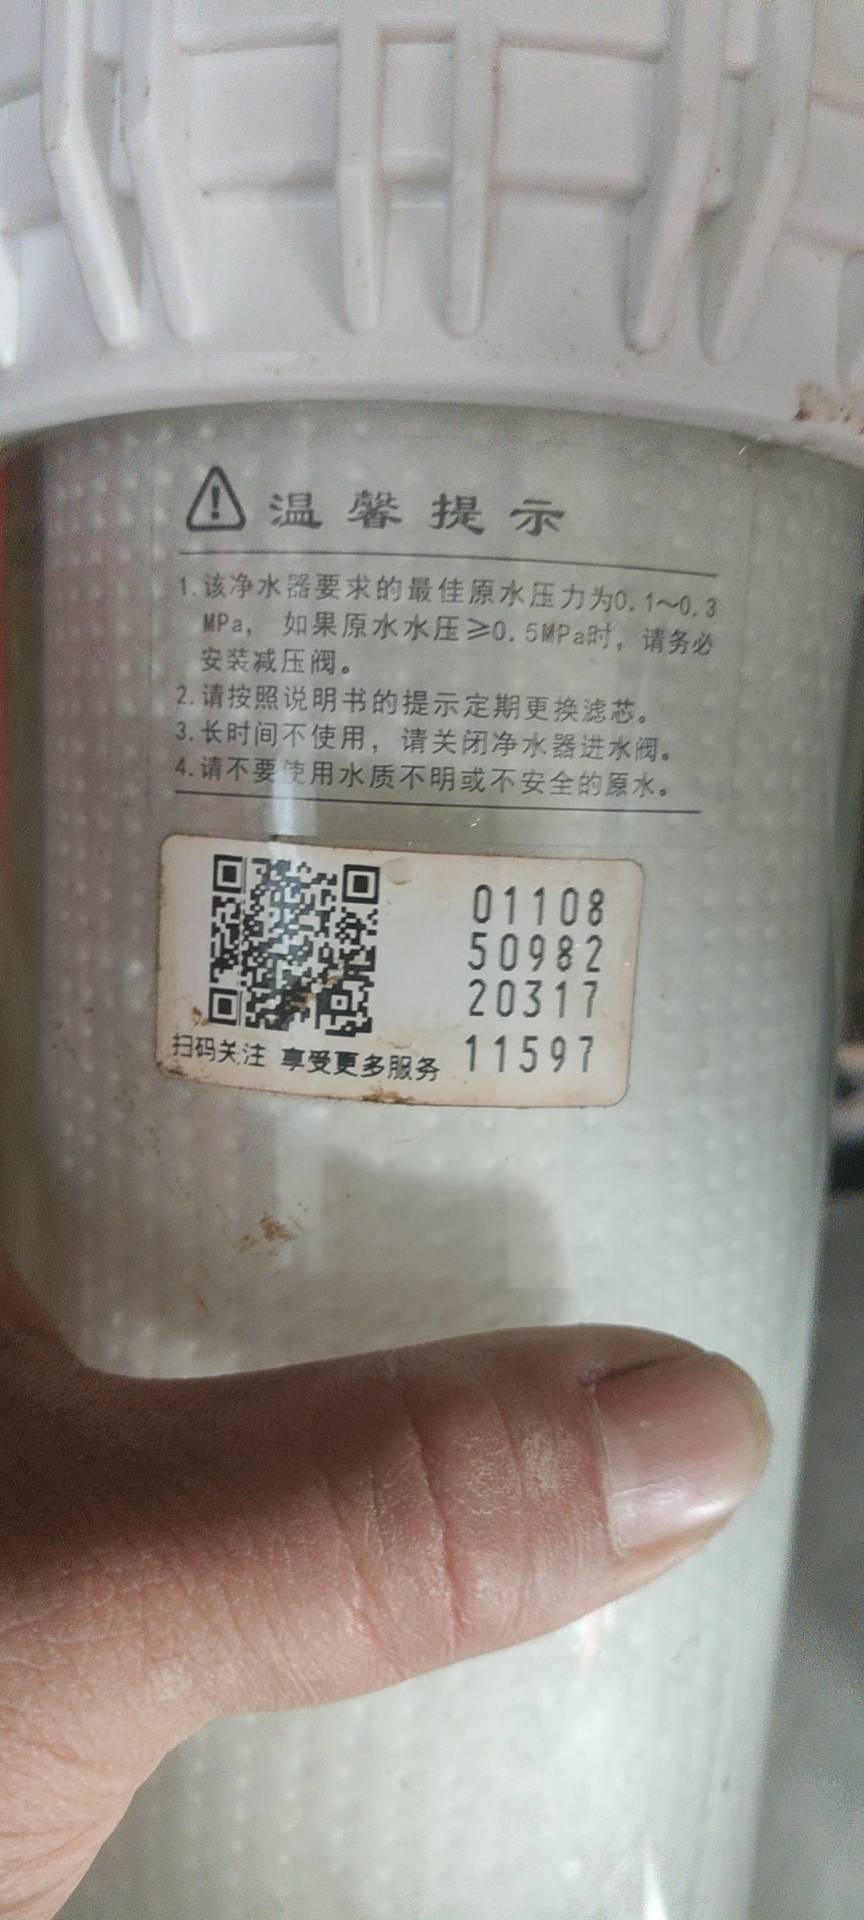 温馨提示
1.该净水器要求的最佳原水压力为0.1～0.3
MPa，如果原水水压≥0.5MPa时，请务必
安装减压阀。
2.请按照说明书的提示定期更换滤芯。
3.长时间不使用，请关闭净水器进水阀。
4.请不要使用水质不明或不安全的原水。
01108
50982
20317
11597
扫码关注 享受更多服务